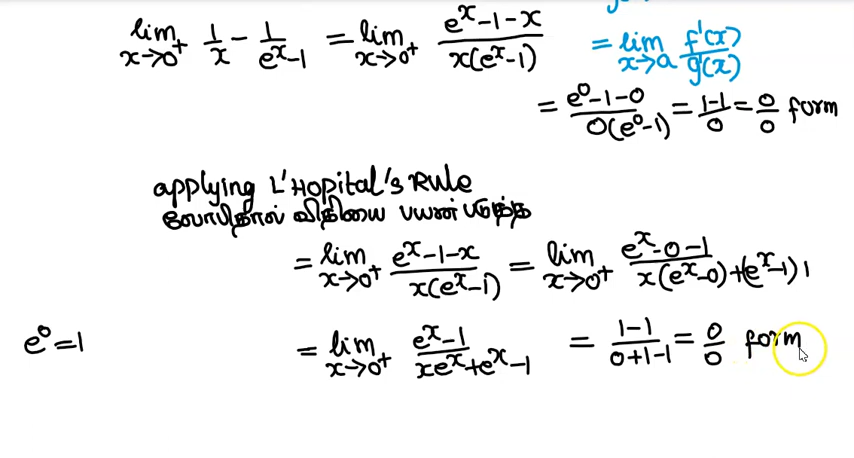 lim x→0⁺ 1/x − 1/(eˣ−1) = lim x→0⁺ (eˣ−1−x)/(x(eˣ−1))
= lim x→a f'(x)/g'(x)
= (e⁰−1−0)/(0(e⁰−1)) = (1−1)/0 = 0/0 form
applying L'Hopital's Rule
லோபிதால் விதியை பயன்படுத்த
= lim x→0⁺ (eˣ−1−x)/(x(eˣ−1)) = lim x→0⁺ (eˣ−0−1)/(x(eˣ−0)+(eˣ−1)1)
e⁰=1
= lim x→0⁺ (eˣ−1)/(xeˣ+eˣ−1) = (1−1)/(0+1−1) = 0/0 form